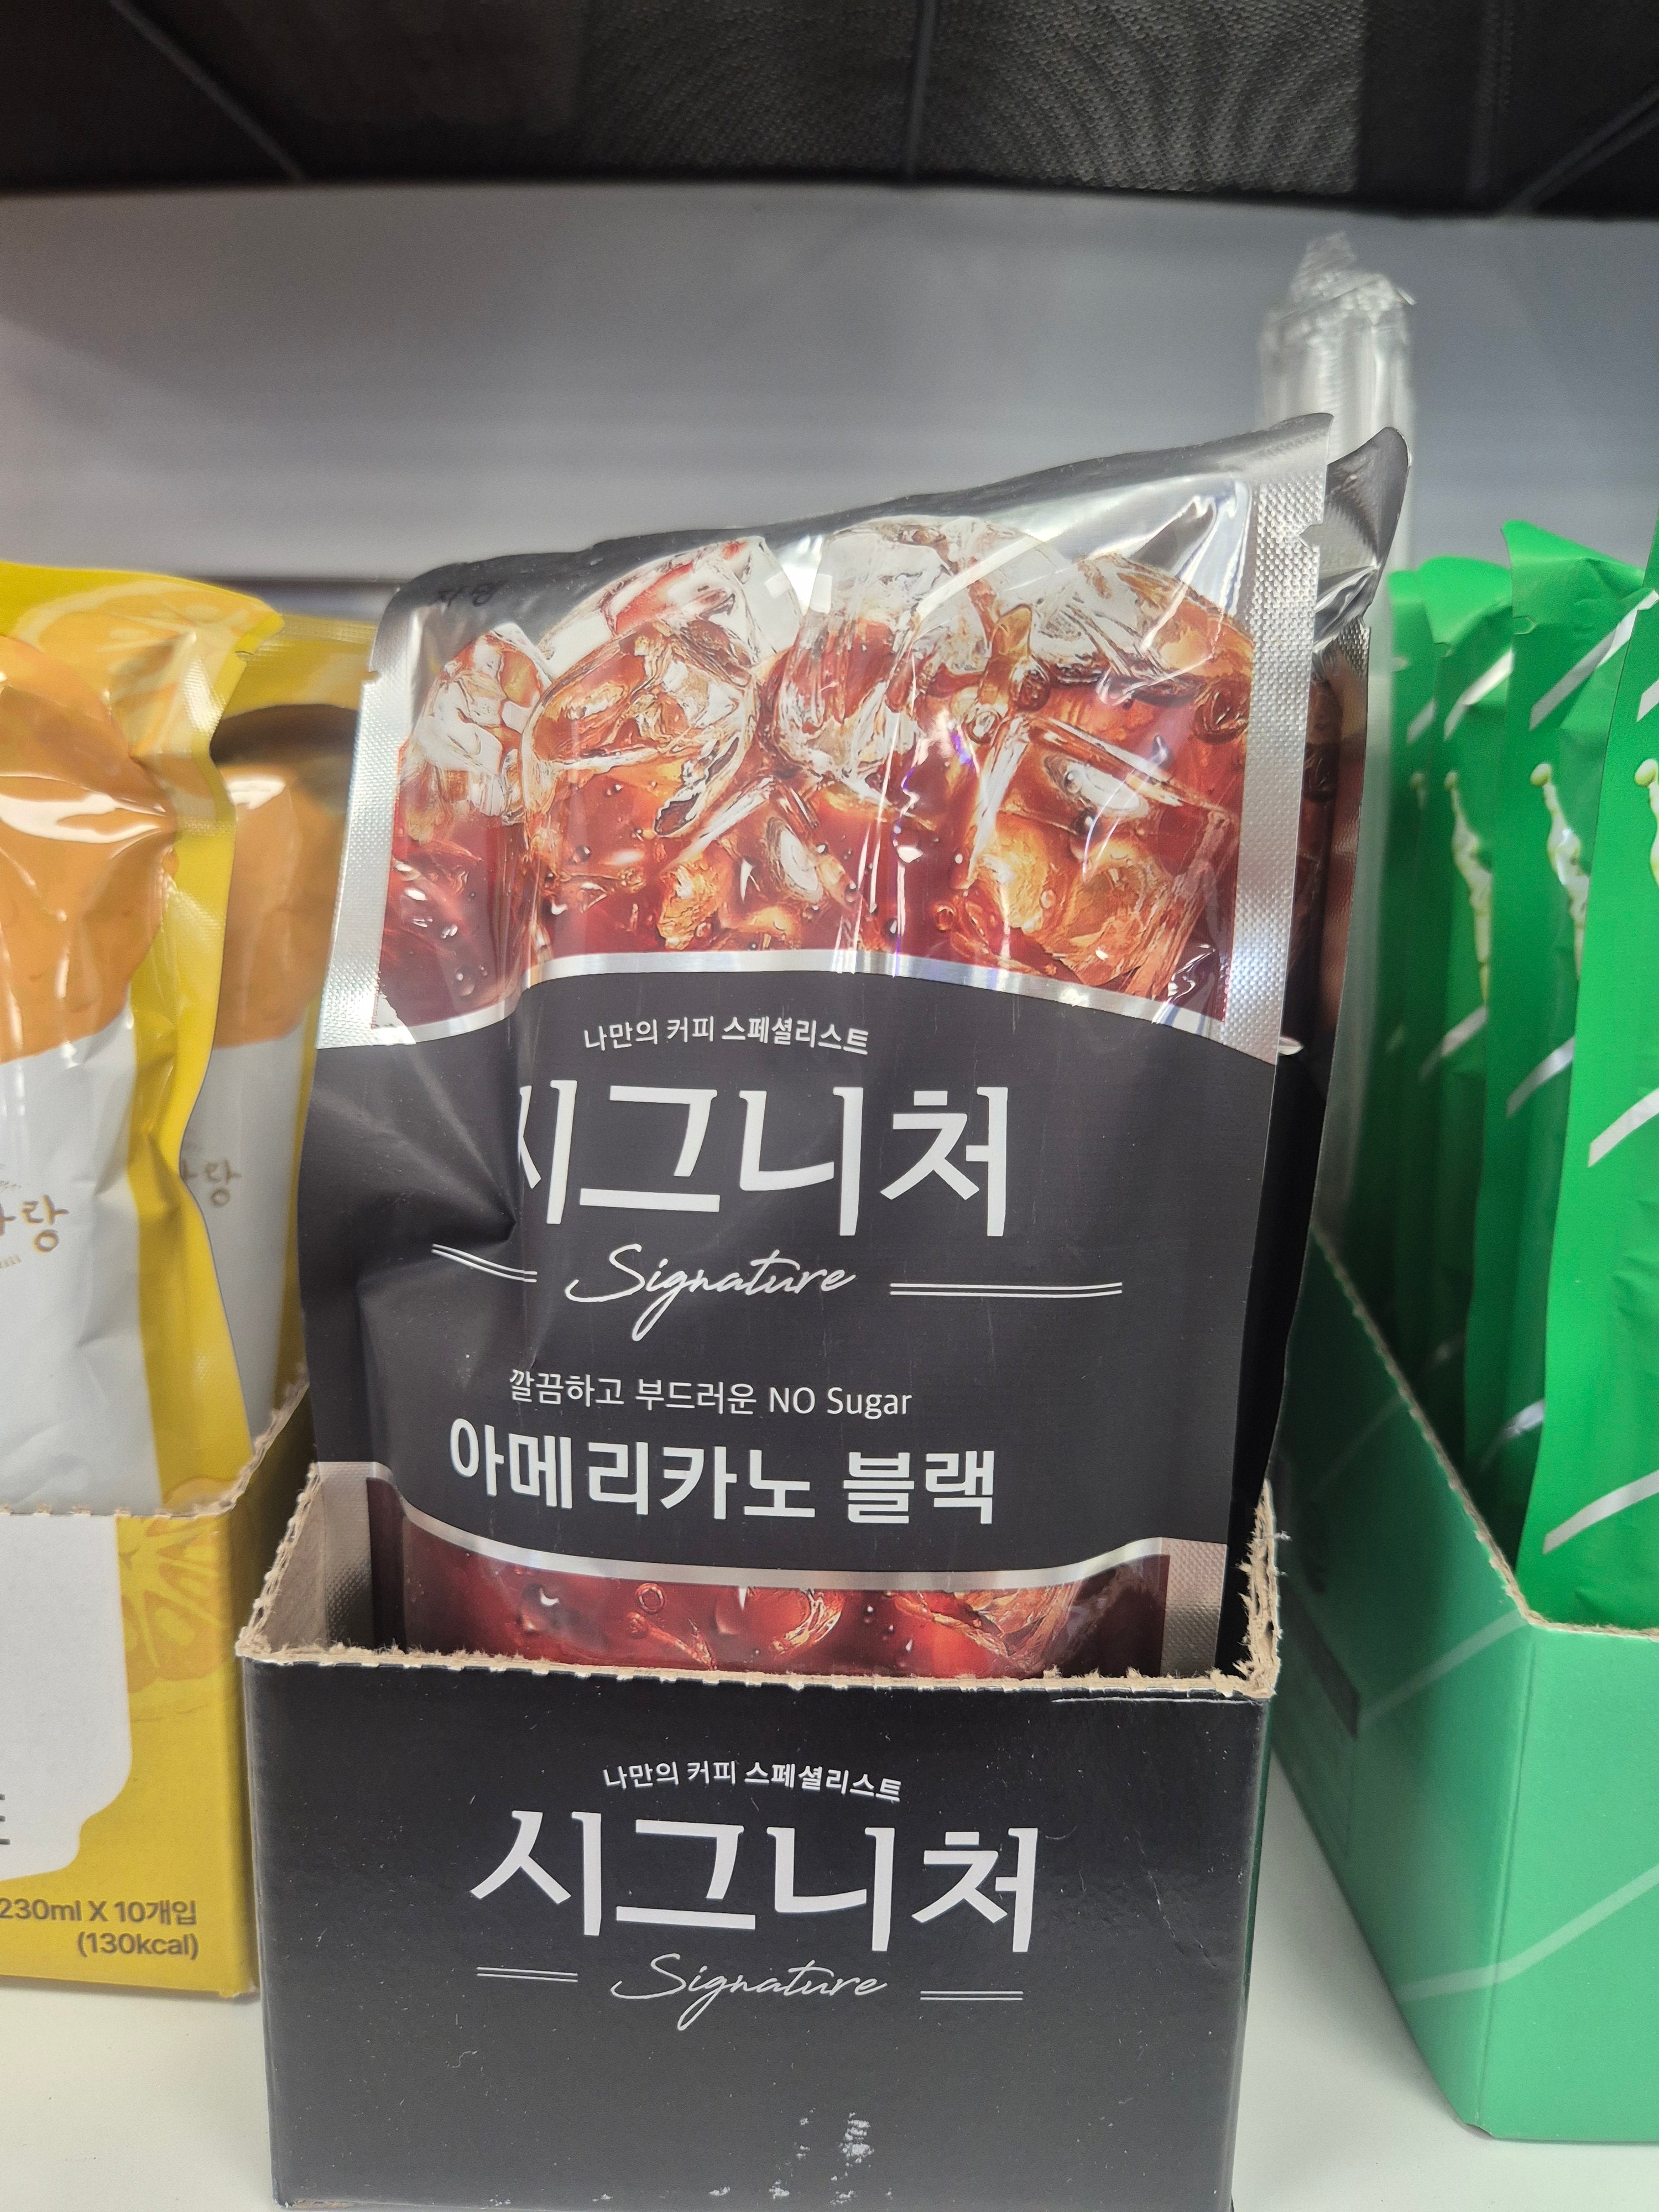 나만의 커피 스페셜리스트
시그니처
Signature
깔끔하고 부드러운 NO Sugar
아메리카노 블랙
나만의 커피 스페셜리스트
시그니처
Signature
230ml X 10개입
(130kcal)